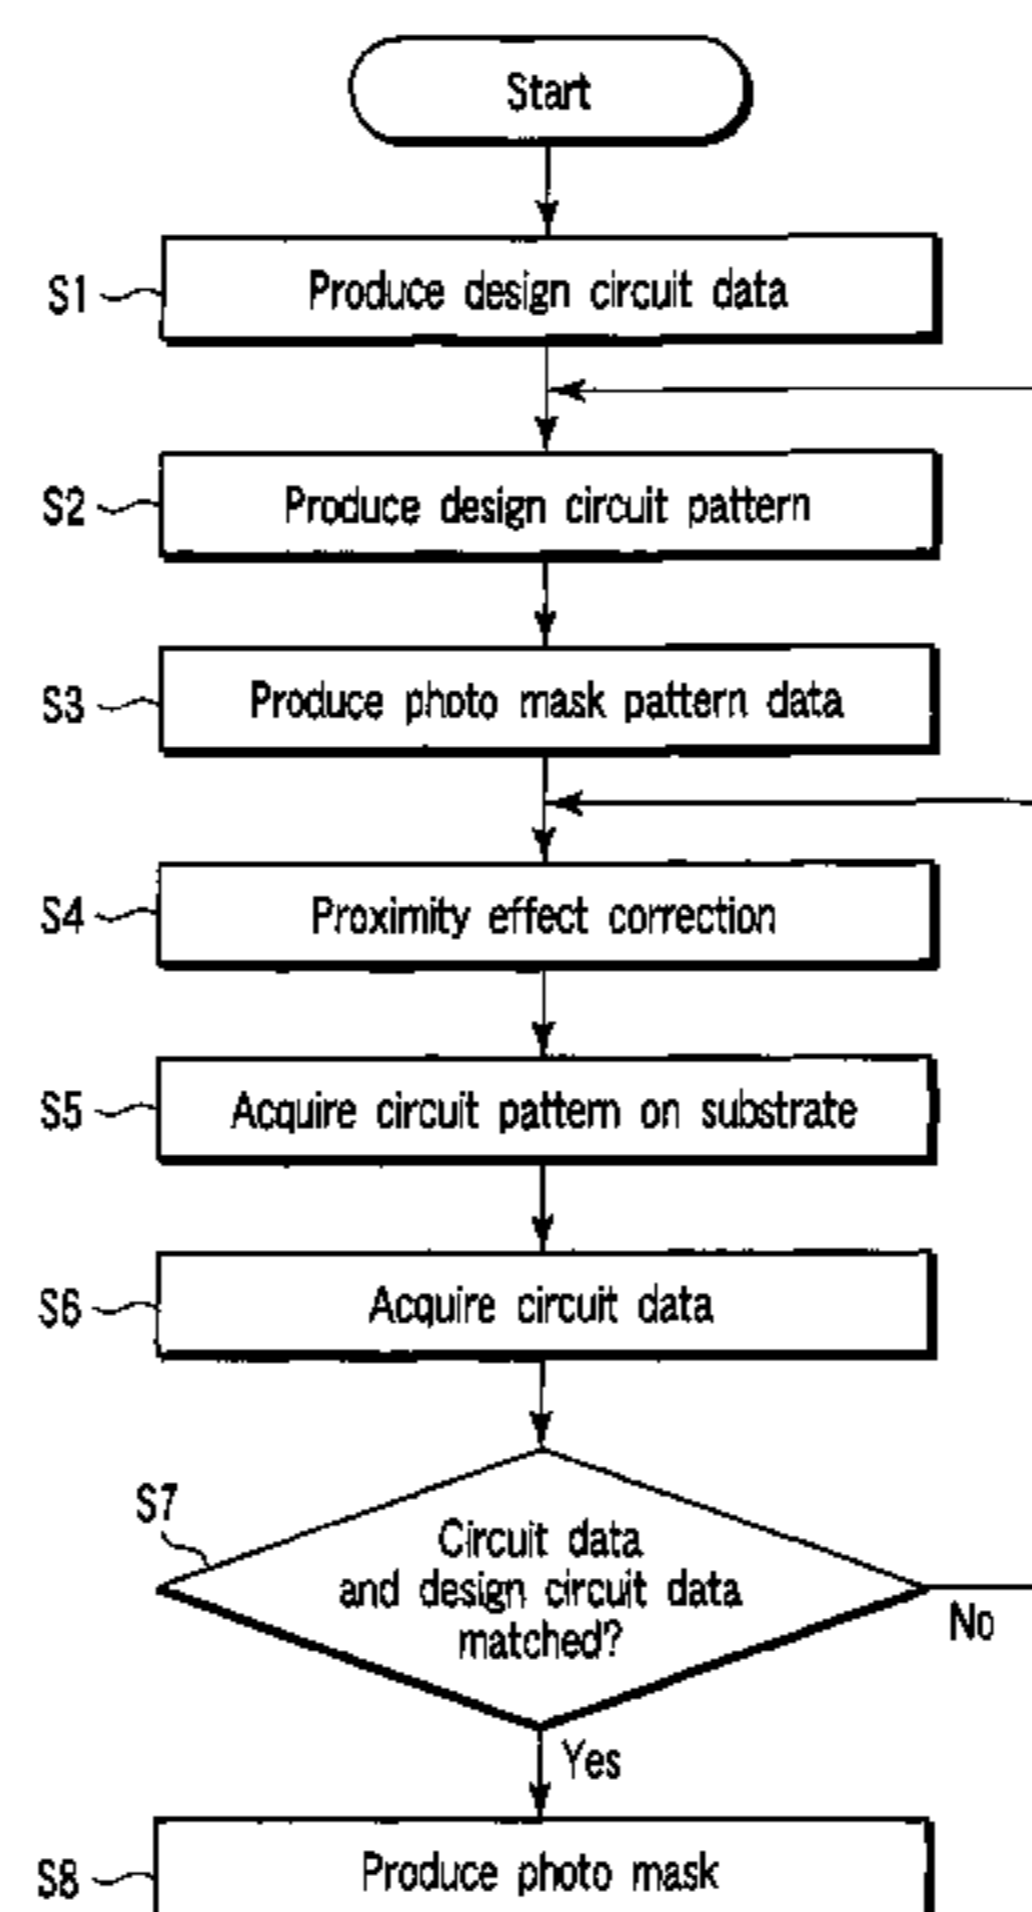 Start
S1 Produce design circuit data
S2 Produce design circuit pattern
S3 Produce photo mask pattern data
S4 Proximity effect correction
S5 Acquire circuit pattern on substrate
S6 Acquire circuit data
S7
Circuit data
and design circuit data
matched?
No
Yes
S8 Produce photo mask